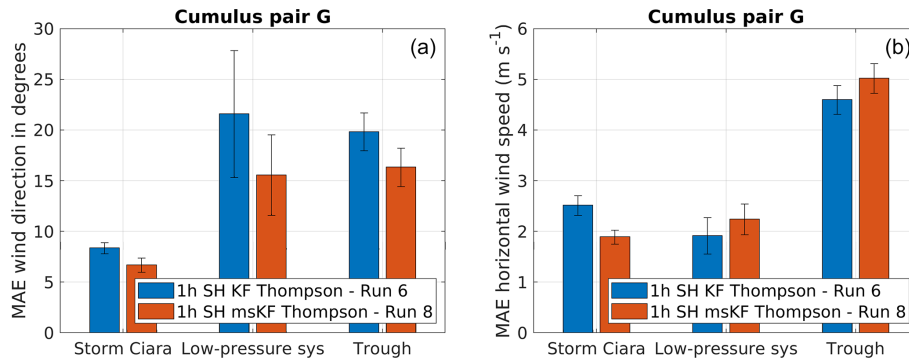 Cumulus pair G
(a)
MAE wind direction in degrees
30
25
20
15
10
5
0
1h SH KF Thompson - Run 6
1h SH msKF Thompson - Run 8
Storm Ciara
Low-pressure sys
Trough
Cumulus pair G
(b)
MAE horizontal wind speed (m s⁻¹)
6
5
4
3
2
1
0
1h SH KF Thompson - Run 6
1h SH msKF Thompson - Run 8
Storm Ciara
Low-pressure sys
Trough